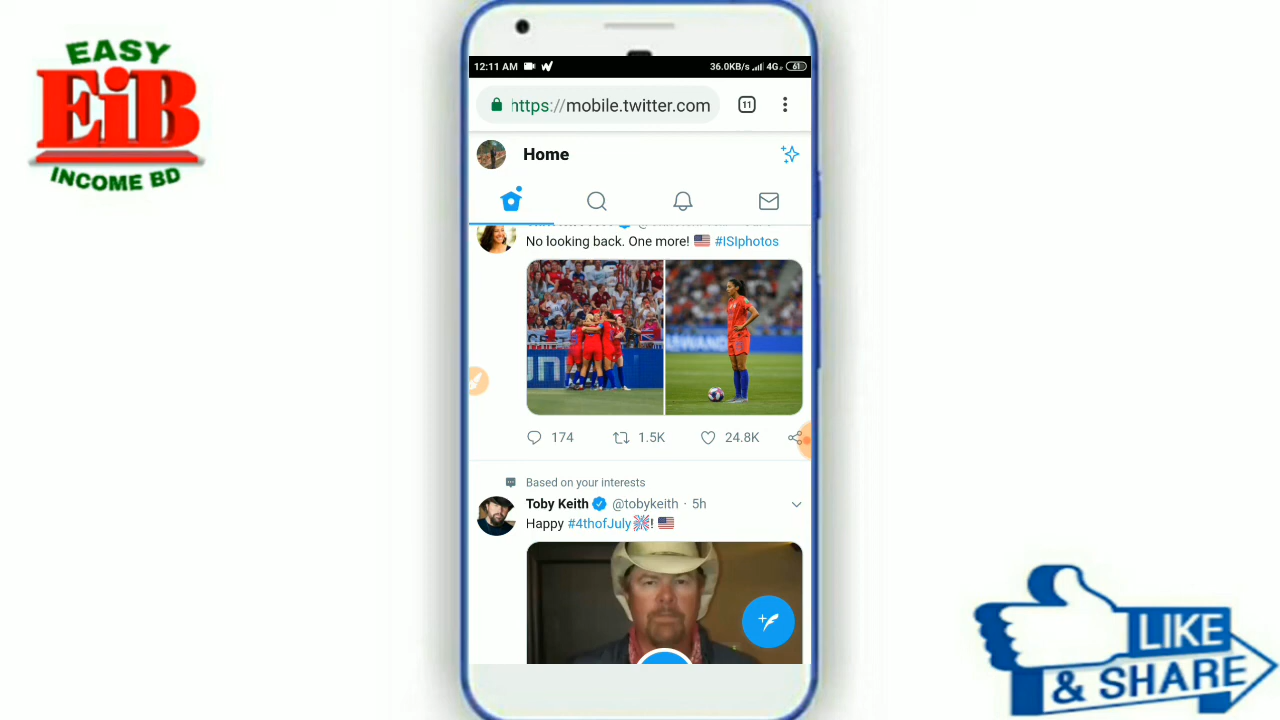 EASY
EiB
INCOME BD
12:11 AM
36.0KB/s 4G 61
https://mobile.twitter.com
11
Home
No looking back. One more! 🇺🇸 #ISIphotos
174 1.5K 24.8K
Based on your interests
Toby Keith @tobykeith · 5h
Happy #4thofJuly! 🇺🇸
LIKE
& SHARE